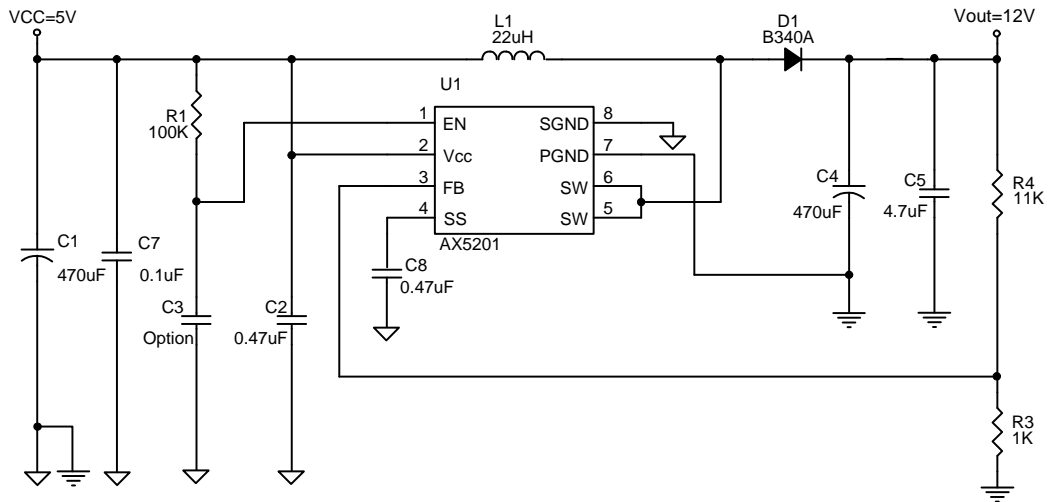 VCC=5V
L1
22uH
D1
B340A
Vout=12V
U1
R1
100K
1
EN
SGND
8
2
Vcc
PGND
7
3
FB
SW
6
4
SS
SW
5
AX5201
C4
470uF
C5
4.7uF
R4
11K
C1
470uF
C7
0.1uF
C8
0.47uF
C3
Option
C2
0.47uF
R3
1K